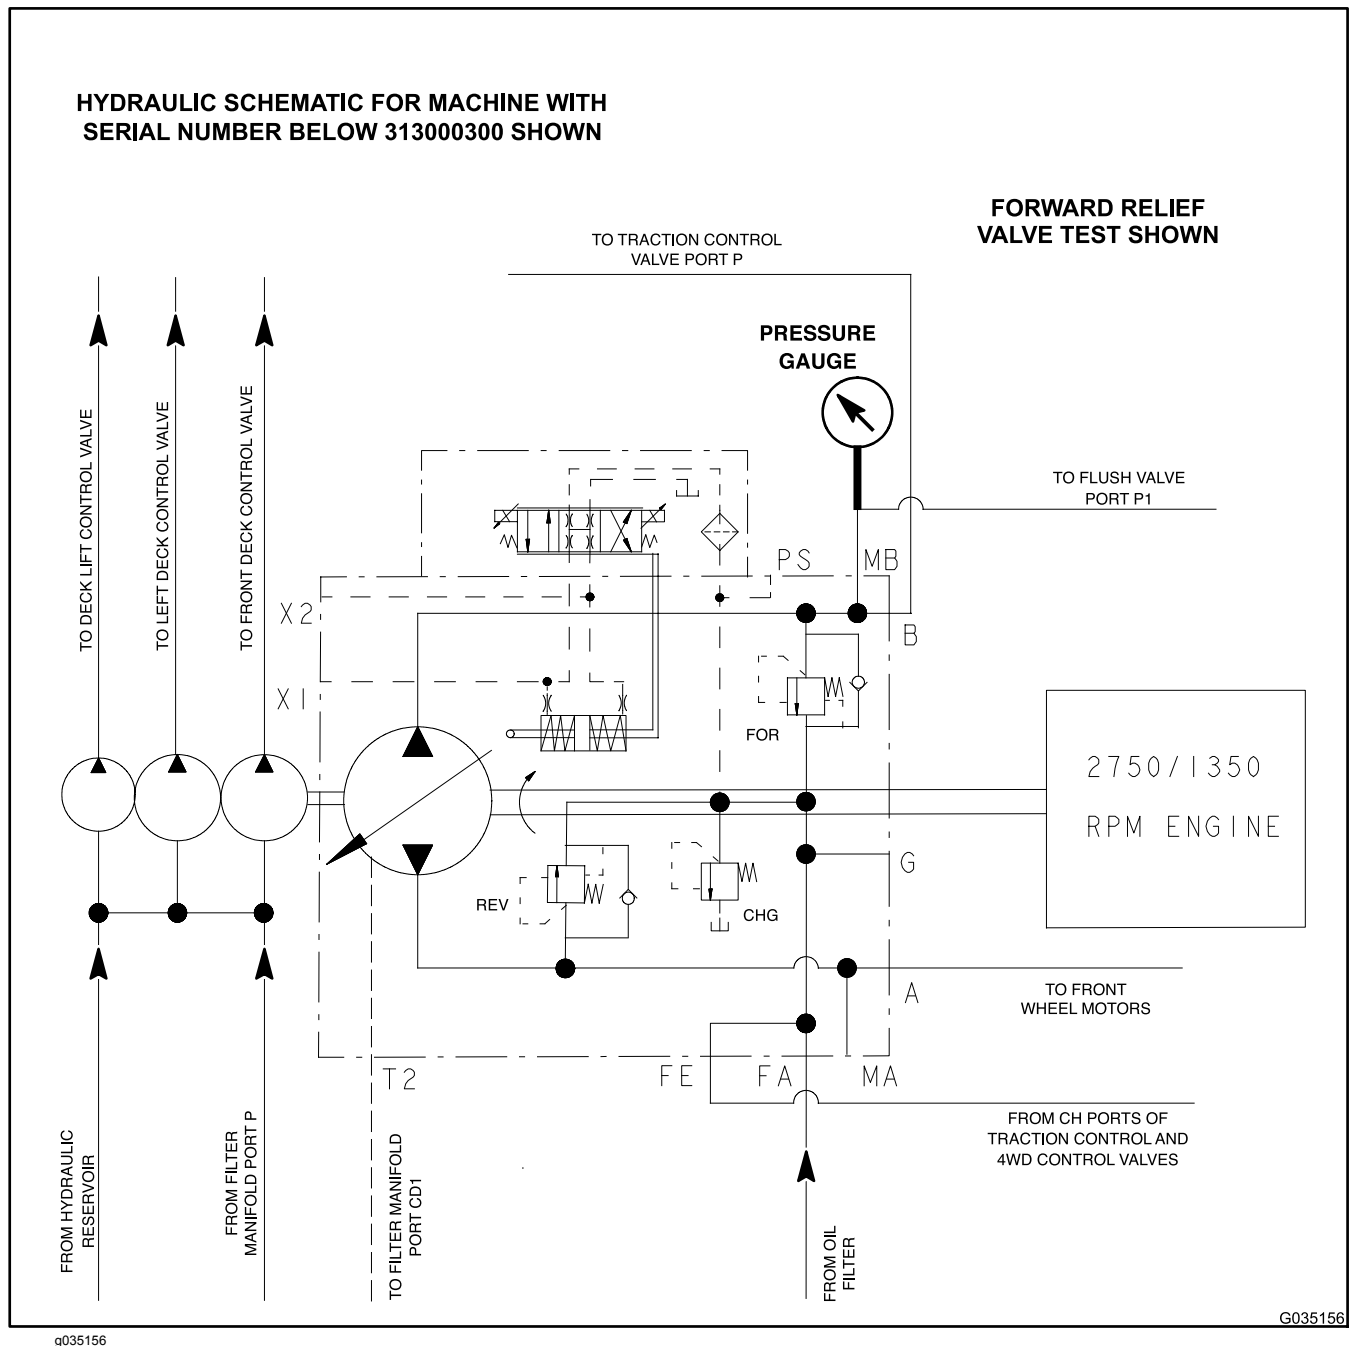 HYDRAULIC SCHEMATIC FOR MACHINE WITH
SERIAL NUMBER BELOW 313000300 SHOWN
FORWARD RELIEF
VALVE TEST SHOWN
TO TRACTION CONTROL
VALVE PORT P
PRESSURE
GAUGE
TO DECK LIFT CONTROL VALVE
TO LEFT DECK CONTROL VALVE
TO FRONT DECK CONTROL VALVE
TO FLUSH VALVE
PORT P1
PS
MB
X2
B
X1
FOR
2750/1350
RPM ENGINE
G
REV
CHG
A
TO FRONT
WHEEL MOTORS
T2
FE
FA
MA
FROM CH PORTS OF
TRACTION CONTROL AND
4WD CONTROL VALVES
FROM HYDRAULIC
RESERVOIR
FROM FILTER
MANIFOLD PORT P
TO FILTER MANIFOLD
PORT CD1
FROM OIL
FILTER
G035156
g035156